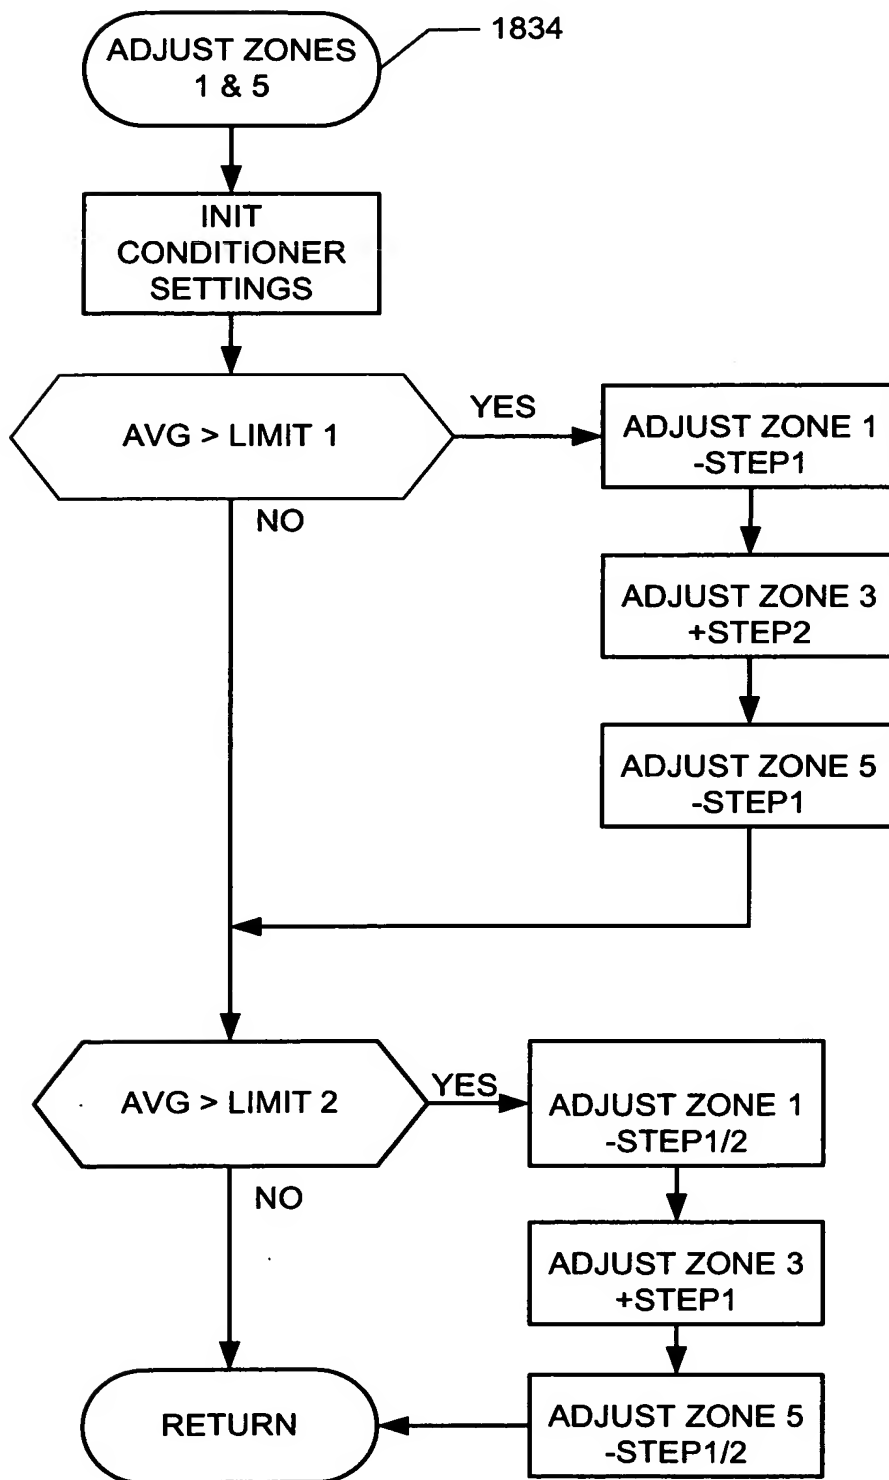 ADJUST ZONES
1 & 5
1834
INIT
CONDITIONER
SETTINGS
AVG > LIMIT 1
YES
NO
ADJUST ZONE 1
-STEP1
ADJUST ZONE 3
+STEP2
ADJUST ZONE 5
-STEP1
AVG > LIMIT 2
YES
NO
ADJUST ZONE 1
-STEP1/2
ADJUST ZONE 3
+STEP1
ADJUST ZONE 5
-STEP1/2
RETURN